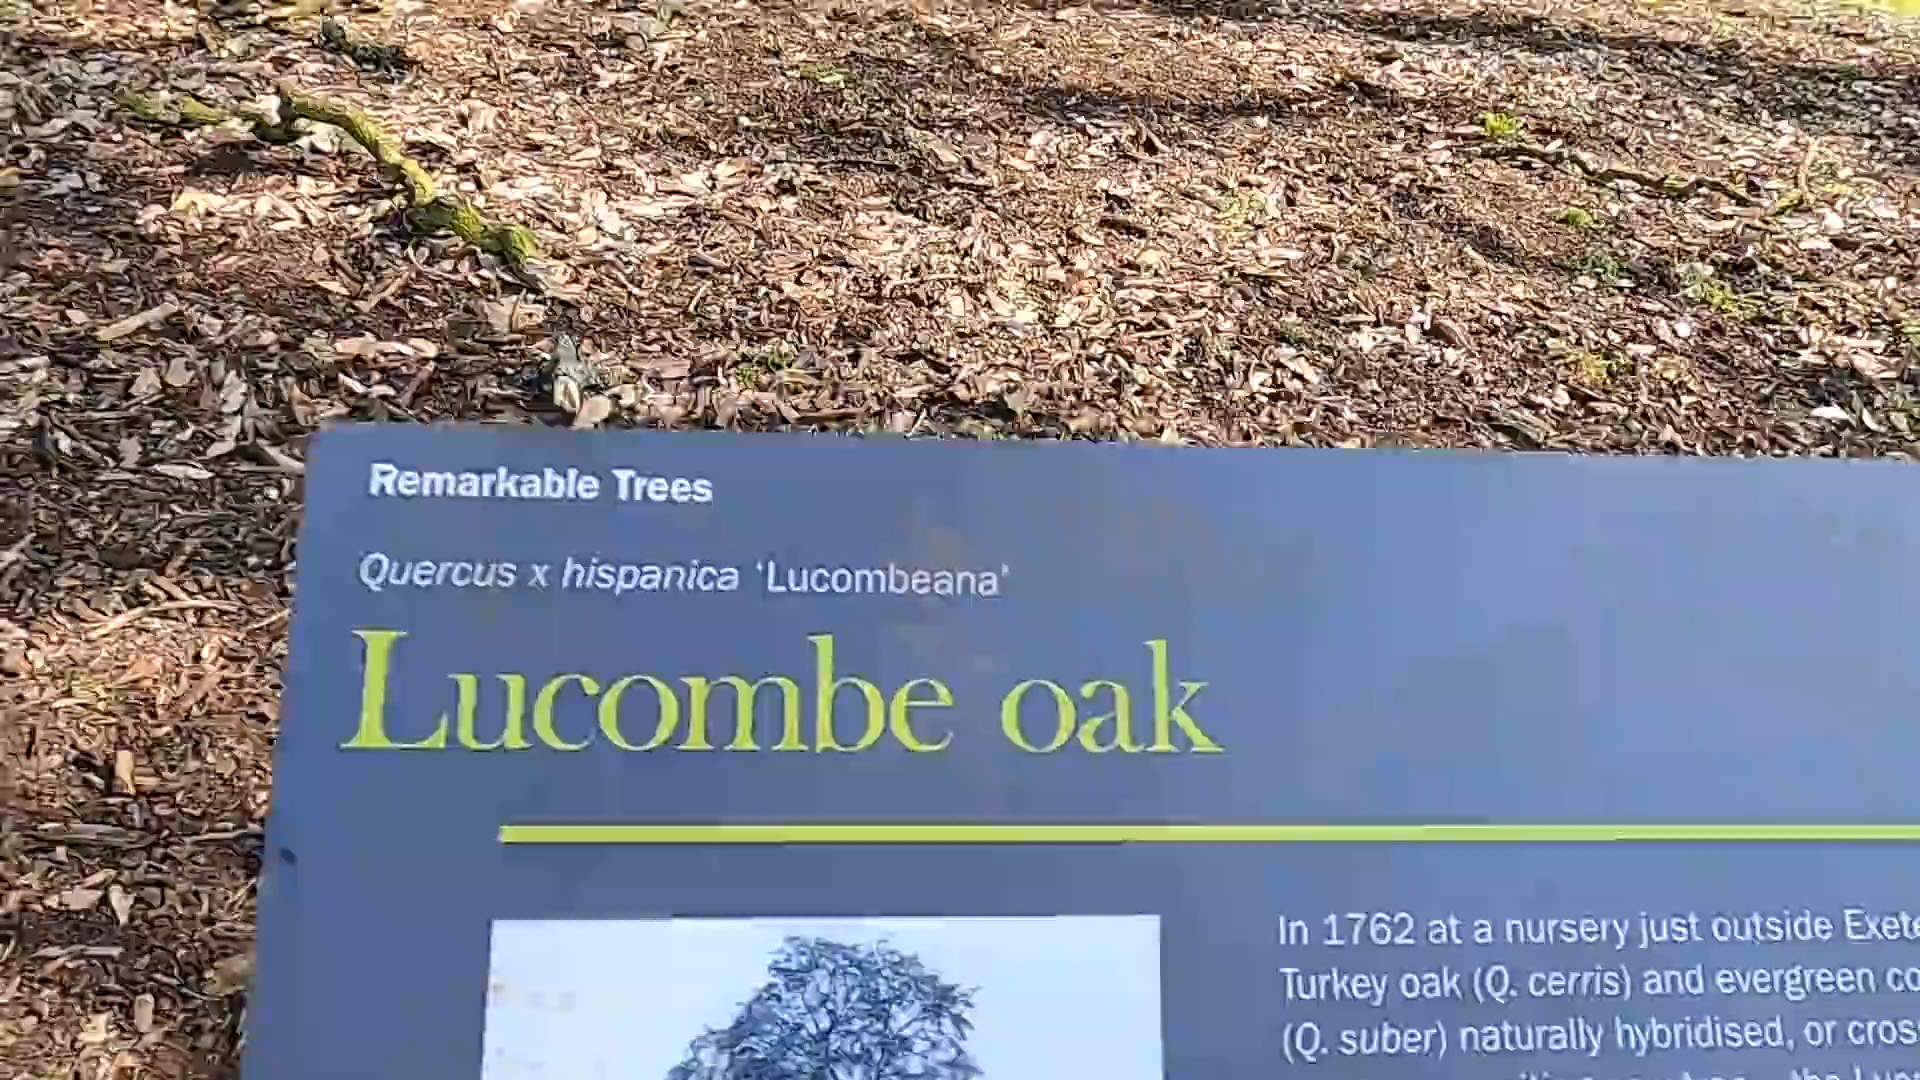 Remarkable Trees
Quercus x hispanica ‘Lucombeana’
Lucombe oak
In 1762 at a nursery just outside
Turkey oak (Q. cerris) and evergreen
(Q. suber) naturally hybridised, or